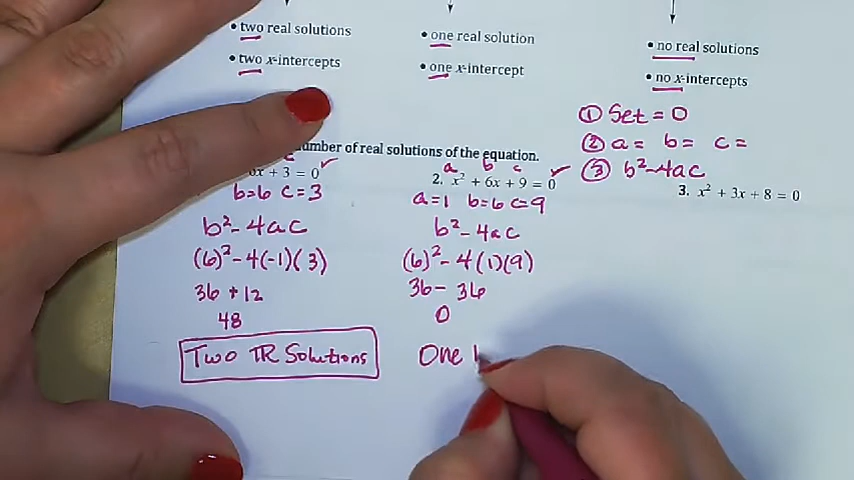 • two real solutions
• two x-intercepts
• one real solution
• one x-intercept
• no real solutions
• no x-intercepts
① Set = 0
② a= b= c=
③ b²-4ac
number of real solutions of the equation.
x + 3 = 0 ✓
b=6 c=3
b²-4ac
(6)²-4(-1)(3)
36 +12
48
Two ℝ Solutions
a b c
2. x² + 6x + 9 = 0 ✓
a=1 b=6 c=9
b²-4ac
(6)²-4(1)(9)
36- 36
0
One
3. x² + 3x + 8 = 0